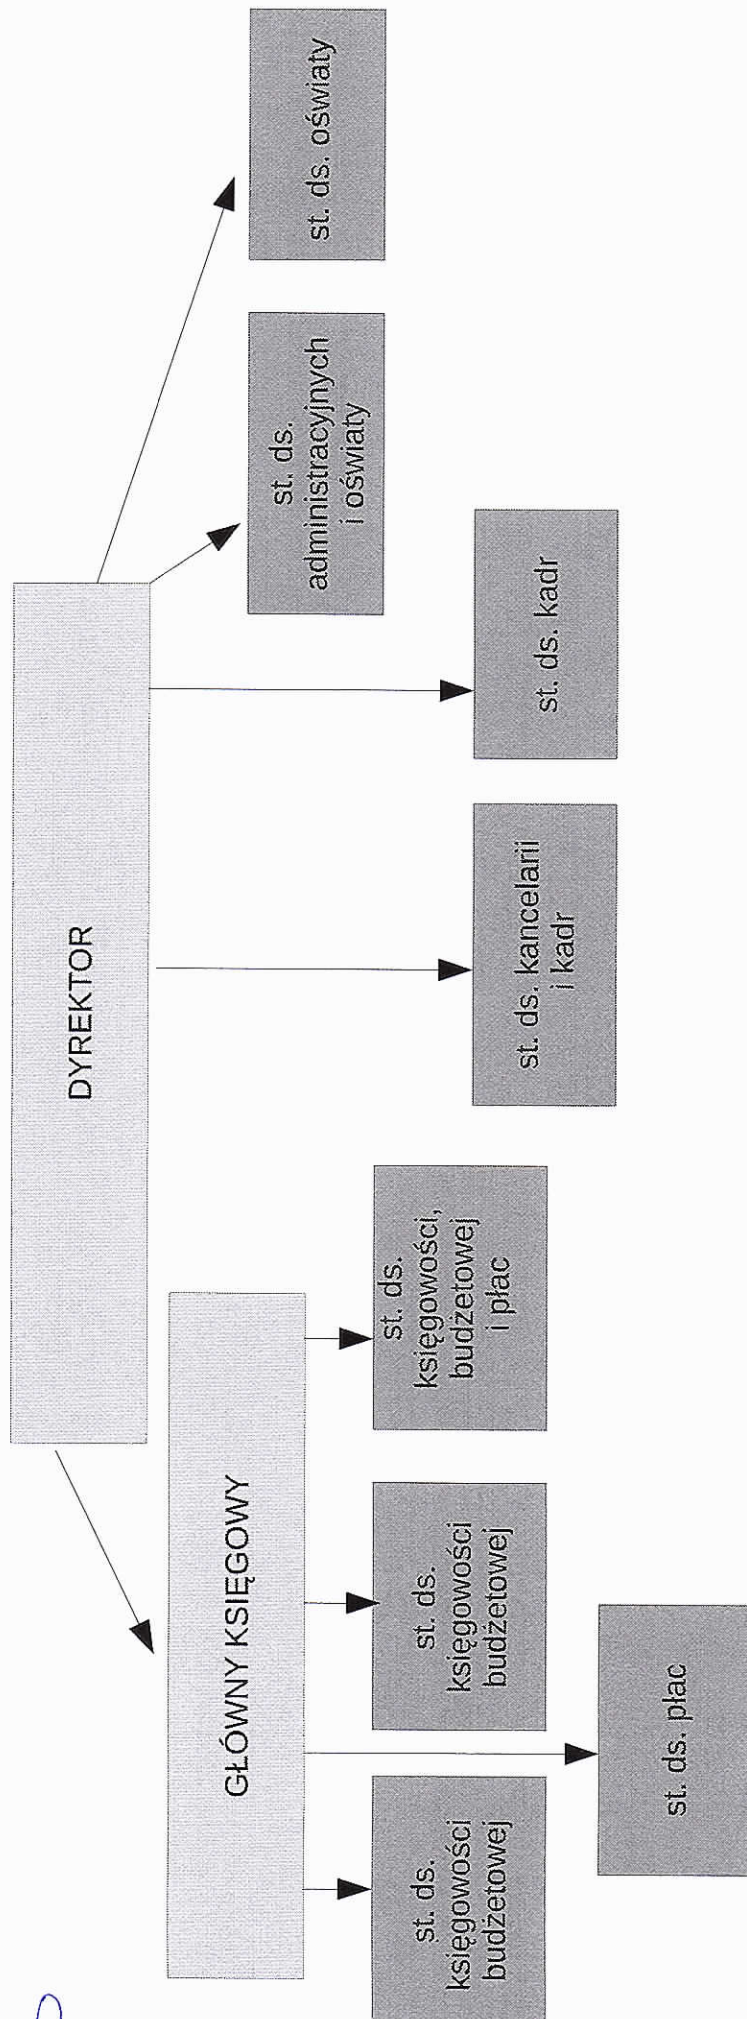 DYREKTOR
GŁÓWNY KSIĘGOWY
st. ds.
księgowości
budżetowej
st. ds.
księgowości
budżetowej
st. ds.
księgowości,
budżetowej
i płac
st. ds. płac
st. ds. kancelarii
i kadr
st. ds. kadr
st. ds.
administracyjnych
i oświaty
st. ds. oświaty